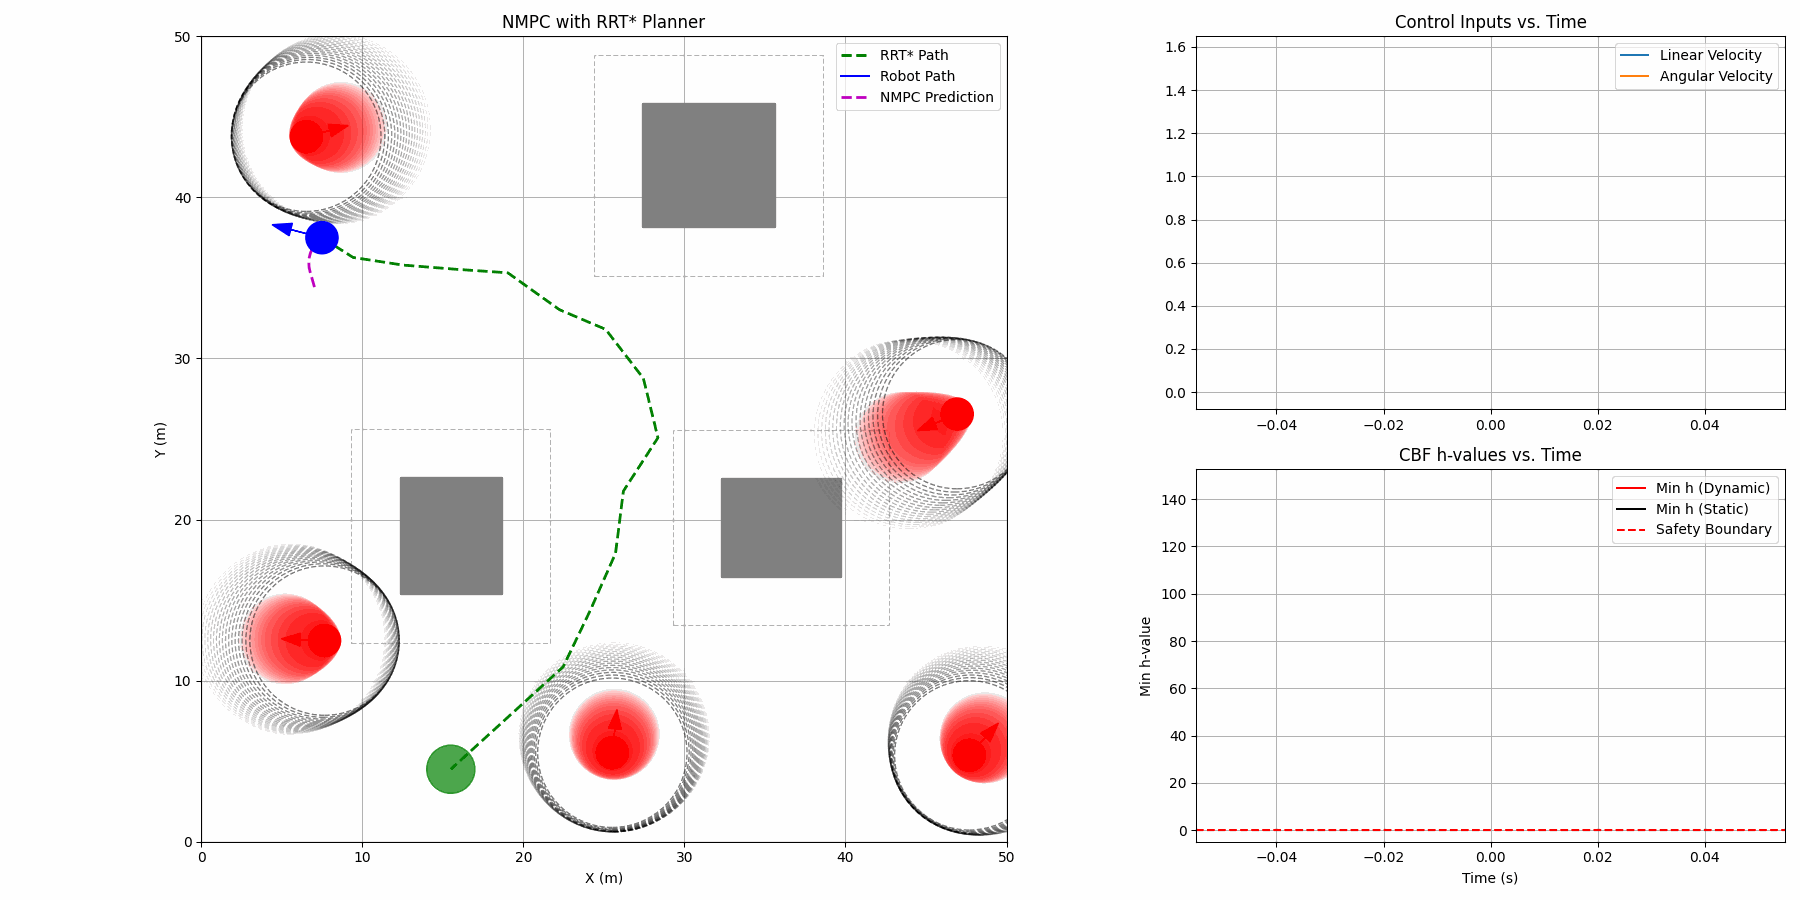 NMPC with RRT* Planner
50
40
30
20
10
0
Y (m)
RRT* Path
Robot Path
NMPC Prediction
0 10 20 30 40 50
X (m)
Control Inputs vs. Time
1.6
1.4
1.2
1.0
0.8
0.6
0.4
0.2
0.0
Linear Velocity
Angular Velocity
−0.04 −0.02 0.00 0.02 0.04
CBF h-values vs. Time
140
120
100
80
60
40
20
0
Min h-value
Min h (Dynamic)
Min h (Static)
Safety Boundary
−0.04 −0.02 0.00 0.02 0.04
Time (s)